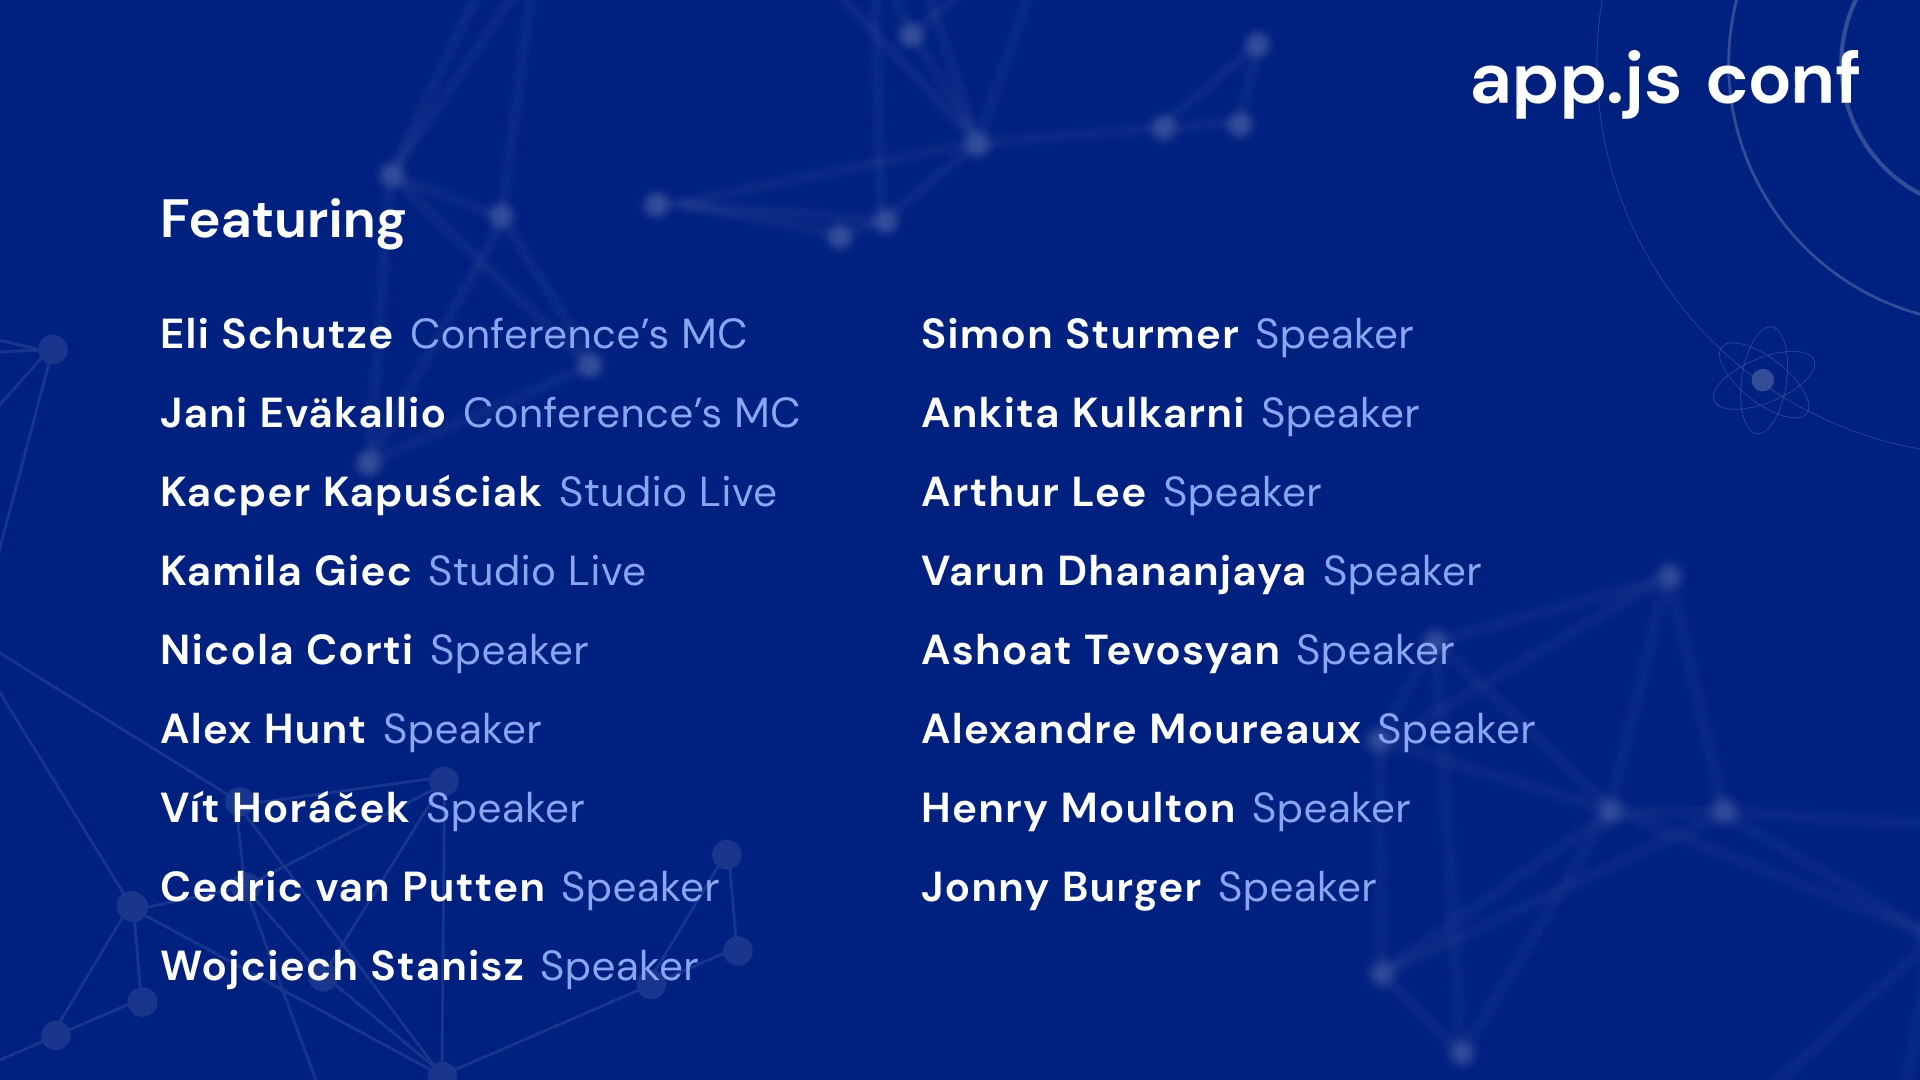 app.js conf
Featuring
Eli Schutze Conference’s MC
Jani Eväkallio Conference’s MC
Kacper Kapuściak Studio Live
Kamila Giec Studio Live
Nicola Corti Speaker
Alex Hunt Speaker
Vít Horáček Speaker
Cedric van Putten Speaker
Wojciech Stanisz Speaker
Simon Sturmer Speaker
Ankita Kulkarni Speaker
Arthur Lee Speaker
Varun Dhananjaya Speaker
Ashoat Tevosyan Speaker
Alexandre Moureaux Speaker
Henry Moulton Speaker
Jonny Burger Speaker